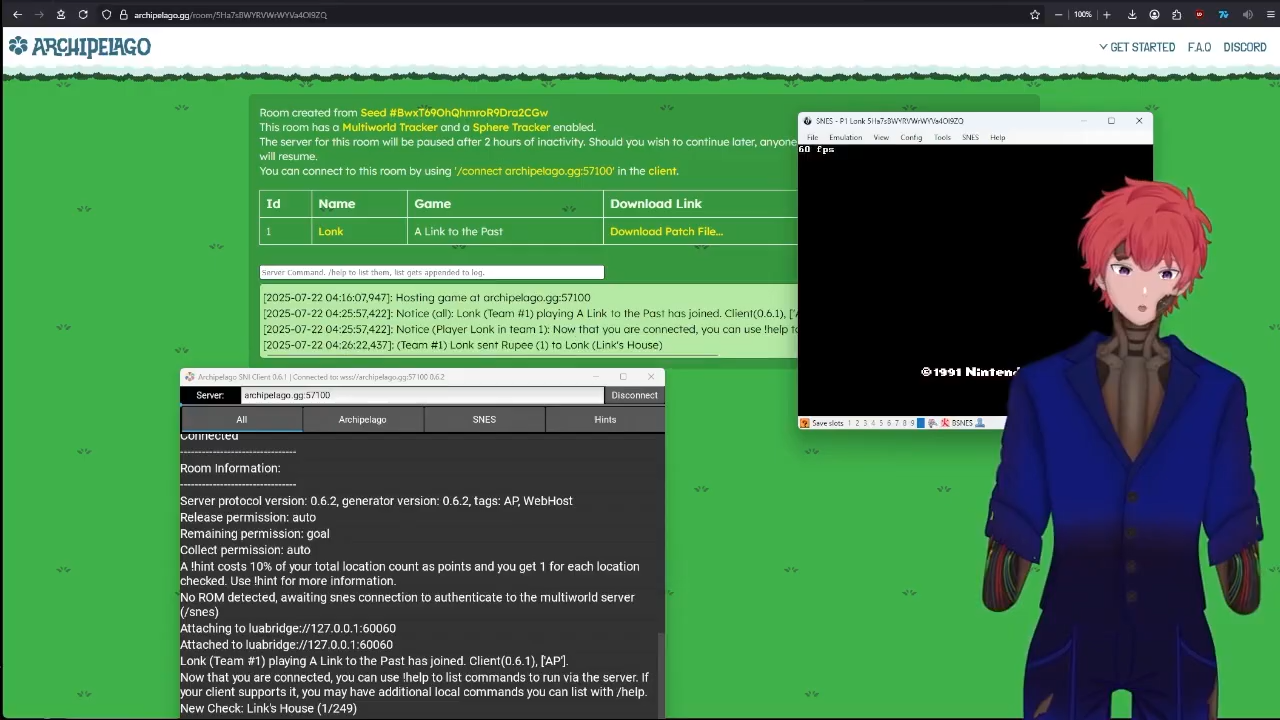 archipelago.gg/room/5Ha7sBWYRVWrWYVa4OI9ZQ
100%
ARCHIPELAGO
GET STARTED F.A.Q DISCORD
Room created from Seed #BwxT69OhQhmroR9Dra2CGw
This room has a Multiworld Tracker and a Sphere Tracker enabled.
The server for this room will be paused after 2 hours of inactivity. Should you wish to continue later, anyone
will resume.
You can connect to this room by using '/connect archipelago.gg:57100' in the client.
Id Name Game Download Link
1 Lonk A Link to the Past Download Patch File...
Server Command. /help to list them, list gets appended to log.
[2025-07-22 04:16:07,947]: Hosting game at archipelago.gg:57100
[2025-07-22 04:25:57,422]: Notice (all): Lonk (Team #1) playing A Link to the Past has joined. Client(0.6.1), ['A
[2025-07-22 04:25:57,422]: Notice (Player Lonk in team 1): Now that you are connected, you can use !help to
[2025-07-22 04:26:22,437]: (Team #1) Lonk sent Rupee (1) to Lonk (Link's House)
SNES - P1 Lonk 5Ha7sBWYRVWrWYVa4OI9ZQ
File Emulation View Config Tools SNES Help
60 fps
©1991 Ninten
Save slots 1 2 3 4 5 6 7 8 9 BSNES
Archipelago SNI Client 0.6.1 | Connected to: wss://archipelago.gg:57100 0.6.2
Server: archipelago.gg:57100 Disconnect
All Archipelago SNES Hints
Connected
--------------------------------
Room Information:
--------------------------------
Server protocol version: 0.6.2, generator version: 0.6.2, tags: AP, WebHost
Release permission: auto
Remaining permission: goal
Collect permission: auto
A !hint costs 10% of your total location count as points and you get 1 for each location
checked. Use !hint for more information.
No ROM detected, awaiting snes connection to authenticate to the multiworld server
(/snes)
Attaching to luabridge://127.0.0.1:60060
Attached to luabridge://127.0.0.1:60060
Lonk (Team #1) playing A Link to the Past has joined. Client(0.6.1), ['AP'].
Now that you are connected, you can use !help to list commands to run via the server. If
your client supports it, you may have additional local commands you can list with /help.
New Check: Link's House (1/249)